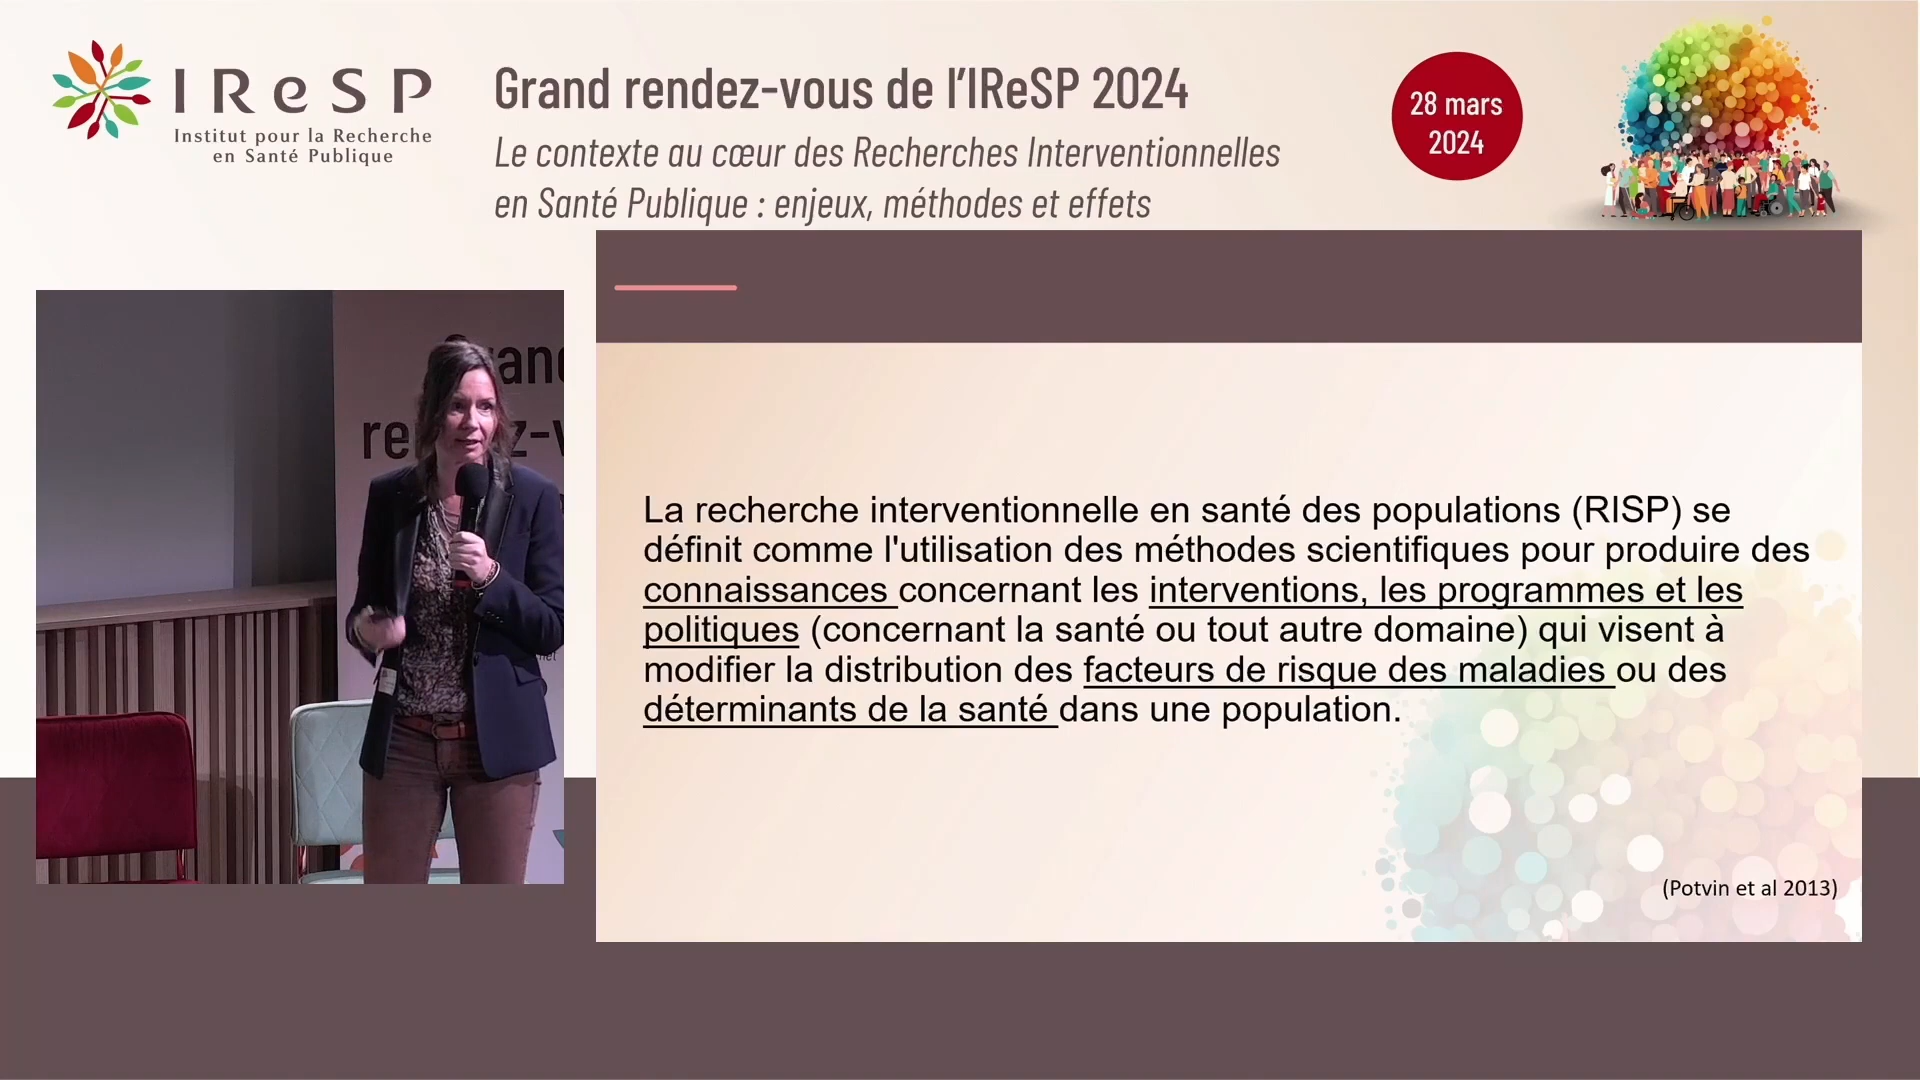 IReSP
Institut pour la Recherche
en Santé Publique
Grand rendez-vous de l'IReSP 2024
Le contexte au cœur des Recherches Interventionnelles
en Santé Publique : enjeux, méthodes et effets
28 mars
2024
La recherche interventionnelle en santé des populations (RISP) se
définit comme l'utilisation des méthodes scientifiques pour produire des
connaissances concernant les interventions, les programmes et les
politiques (concernant la santé ou tout autre domaine) qui visent à
modifier la distribution des facteurs de risque des maladies ou des
déterminants de la santé dans une population.
(Potvin et al 2013)